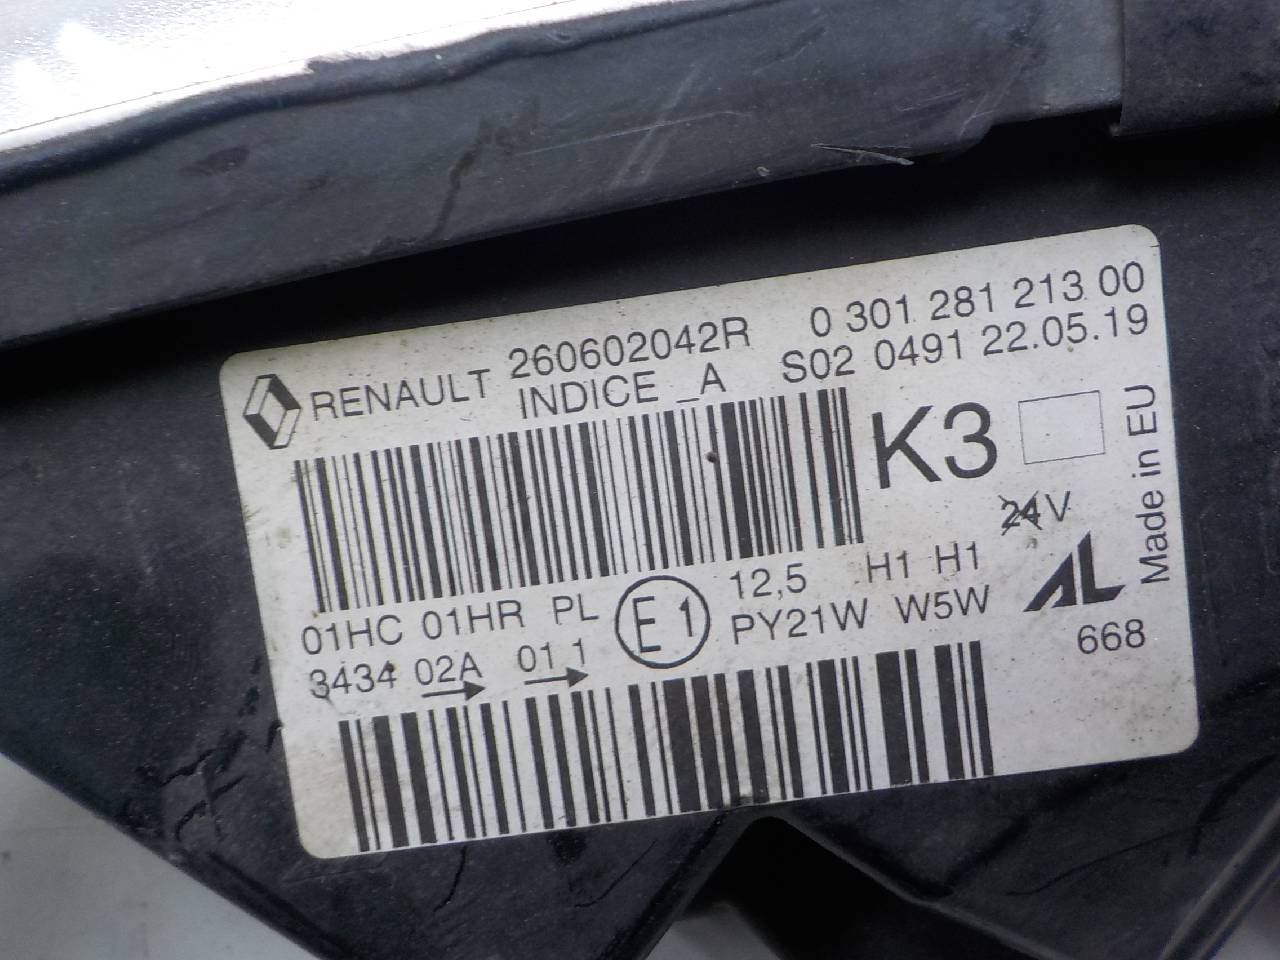 RENAULT 260602042R 0 301 281 213 00
INDICE _A S02 0491 22.05.19
K3
Made in EU
24V
01HC 01HR PL E1 12,5 H1 H1
3434 02A 01 1 PY21W W5W
AL
668